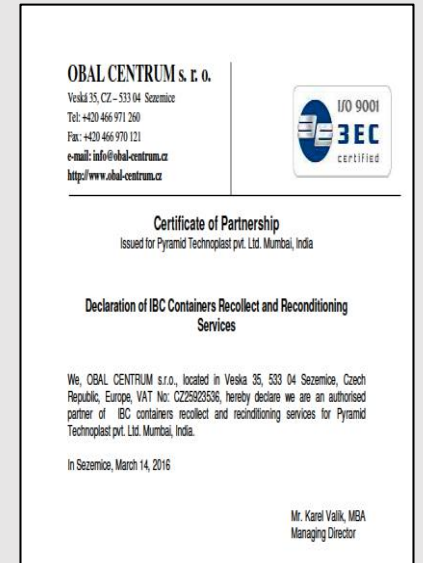 OBAL CENTRUM s. r. o.
Veská 35, CZ – 533 04 Sezemice
Tel: +420 466 971 260
Fax: +420 466 970 121
e-mail: info@obal-centrum.cz
http://www.obal-centrum.cz
ISO 9001
3EC
certified
Certificate of Partnership
Issued for Pyramid Technoplast pvt. Ltd. Mumbai, India
Declaration of IBC Containers Recollect and Reconditioning
Services
We, OBAL CENTRUM s.r.o., located in Veska 35, 533 04 Sezemice, Czech
Republic, Europe, VAT No: CZ25923536, hereby declare we are an authorised
partner of IBC containers recollect and recinditioning services for Pyramid
Technoplast pvt. Ltd. Mumbai, India.
In Sezemice, March 14, 2016
Mr. Karel Valik, MBA
Managing Director